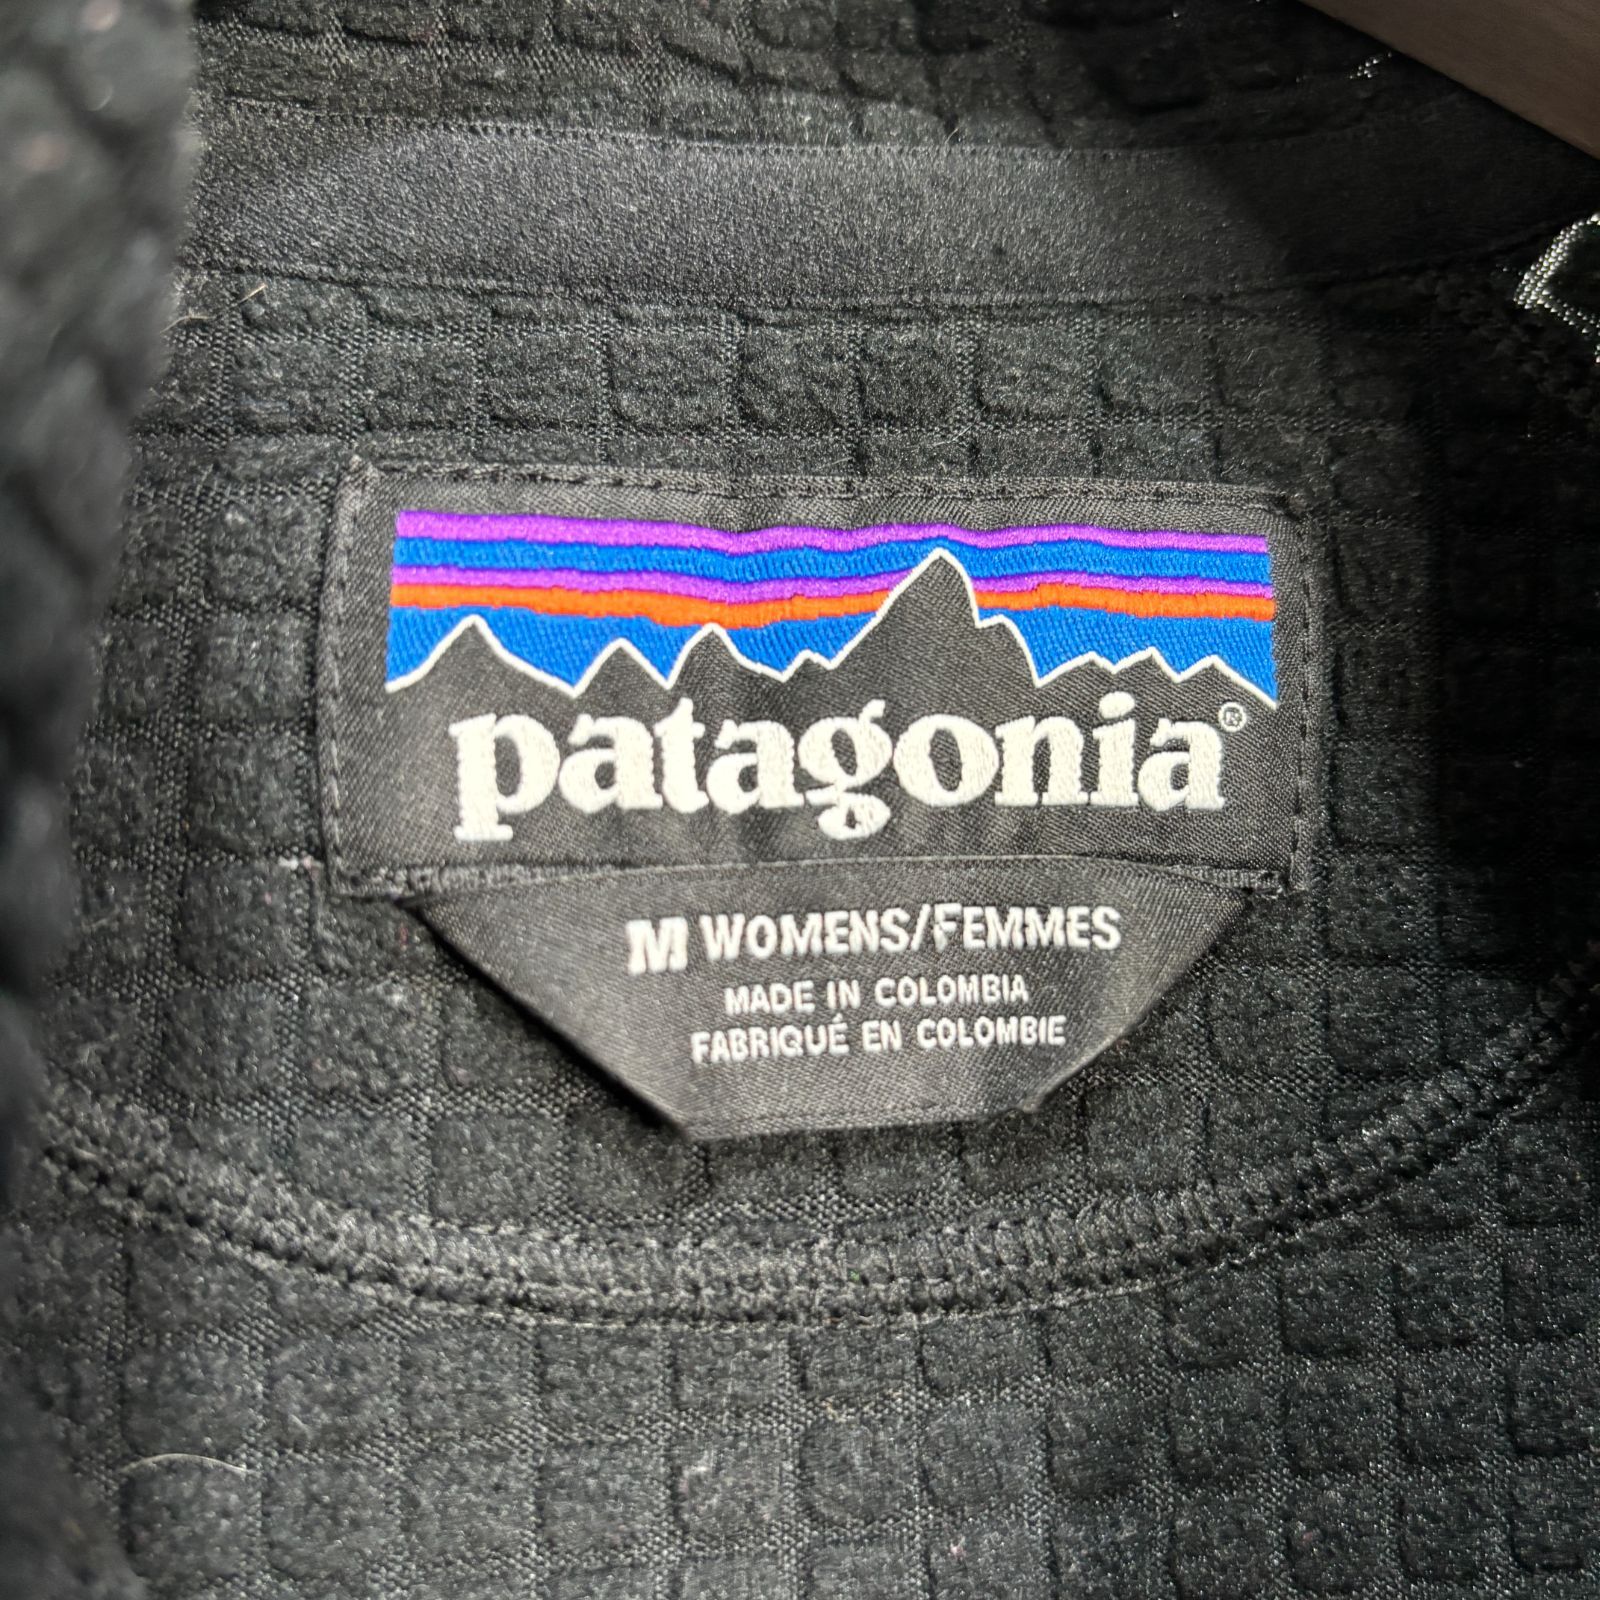 patagonia®
M WOMENS/FEMMES
MADE IN COLOMBIA
FABRIQUÉ EN COLOMBIE